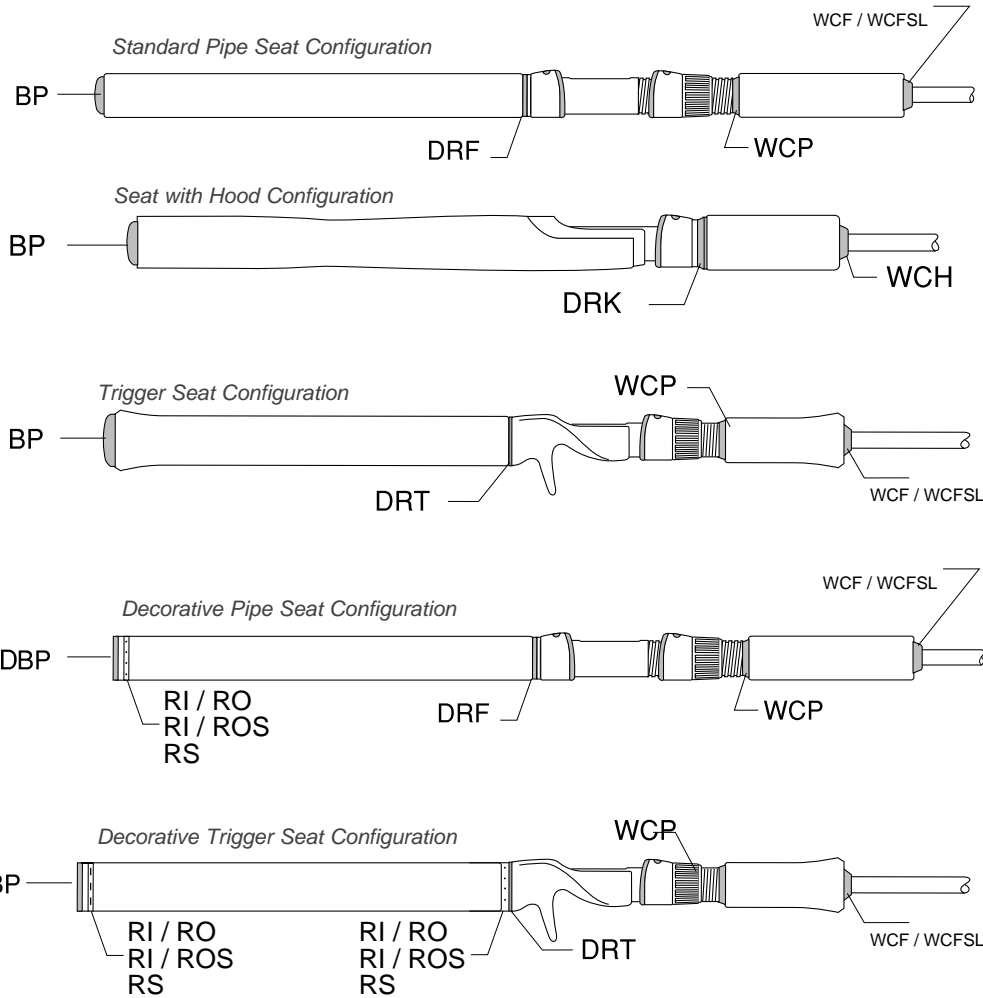 WCF / WCFSL
Standard Pipe Seat Configuration
BP
DRF
WCP
Seat with Hood Configuration
BP
WCH
DRK
Trigger Seat Configuration
WCP
BP
DRT
WCF / WCFSL
WCF / WCFSL
Decorative Pipe Seat Configuration
DBP
RI / RO
RI / ROS
RS
DRF
WCP
Decorative Trigger Seat Configuration
WCP
BP
RI / RO
RI / ROS
RS
RI / RO
RI / ROS
RS
DRT
WCF / WCFSL